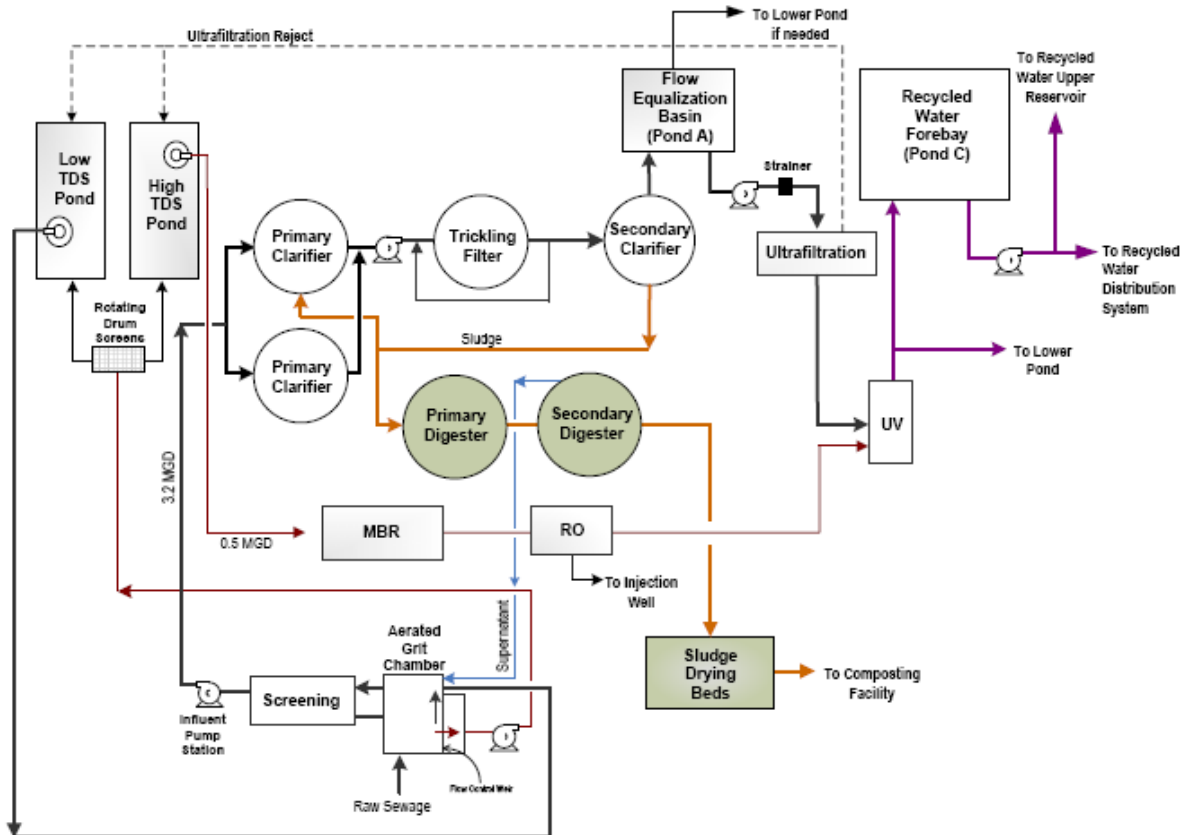 To Lower Pond
if needed
Ultrafiltration Reject
To Recycled
Water Upper
Reservoir
Flow
Equalization
Basin
(Pond A)
Recycled
Water
Forebay
(Pond C)
Low
TDS
Pond
High
TDS
Pond
Strainer
Primary
Clarifier
Trickling
Filter
Secondary
Clarifier
Ultrafiltration
To Recycled
Water
Distribution
System
Rotating
Drum
Screens
Sludge
Primary
Clarifier
To Lower
Pond
Primary
Digester
Secondary
Digester
UV
3.2 MGD
0.5 MGD
MBR
RO
To Injection
Well
Supernatant
Aerated
Grit
Chamber
Sludge
Drying
Beds
To Composting
Facility
Screening
Influent
Pump
Station
Flow Control Weir
Raw Sewage